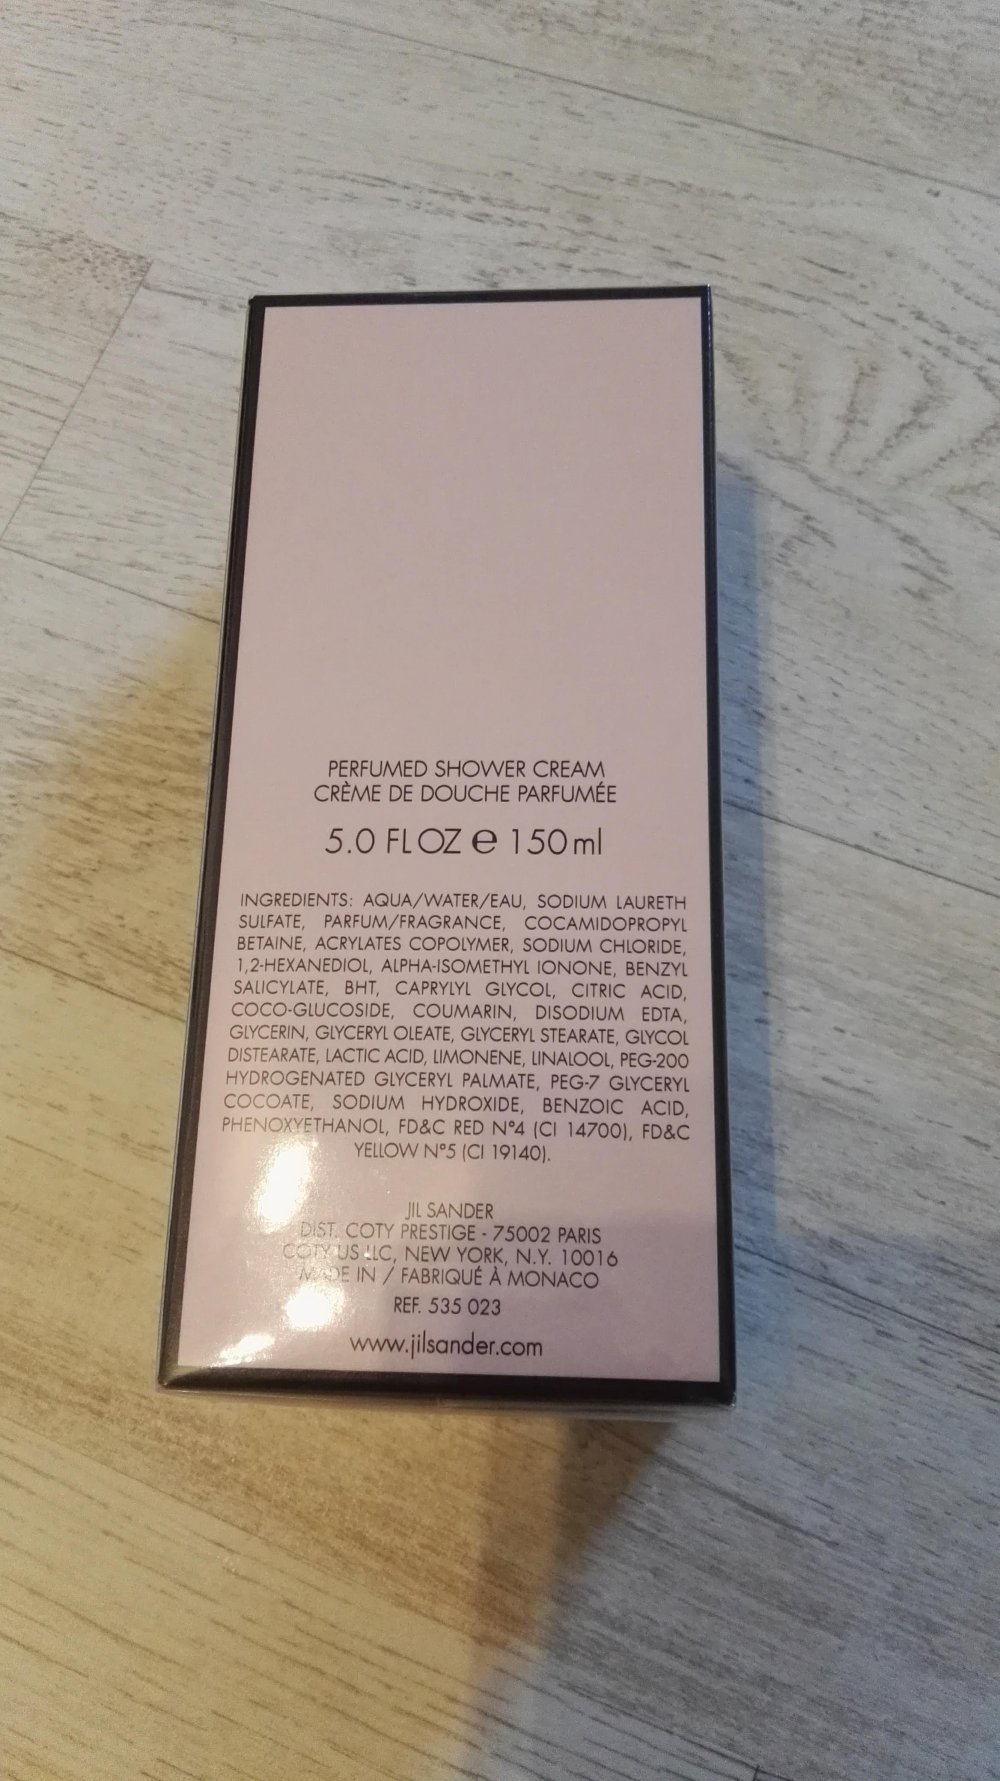 PERFUMED SHOWER CREAM
CRÈME DE DOUCHE PARFUMÉE
5.0 FL OZ e 150 ml
INGREDIENTS: AQUA/WATER/EAU, SODIUM LAURETH
SULFATE, PARFUM/FRAGRANCE, COCAMIDOPROPYL
BETAINE, ACRYLATES COPOLYMER, SODIUM CHLORIDE,
1,2-HEXANEDIOL, ALPHA-ISOMETHYL IONONE, BENZYL
SALICYLATE, BHT, CAPRYLYL GLYCOL, CITRIC ACID,
COCO-GLUCOSIDE, COUMARIN, DISODIUM EDTA,
GLYCERIN, GLYCERYL OLEATE, GLYCERYL STEARATE, GLYCOL
DISTEARATE, LACTIC ACID, LIMONENE, LINALOOL, PEG-200
HYDROGENATED GLYCERYL PALMATE, PEG-7 GLYCERYL
COCOATE, SODIUM HYDROXIDE, BENZOIC ACID,
PHENOXYETHANOL, FD&C RED N°4 (CI 14700), FD&C
YELLOW N°5 (CI 19140).
JIL SANDER
DIST. COTY PRESTIGE - 75002 PARIS
COTY US LLC, NEW YORK, N.Y. 10016
MADE IN / FABRIQUÉ À MONACO
REF. 535 023
www.jilsander.com